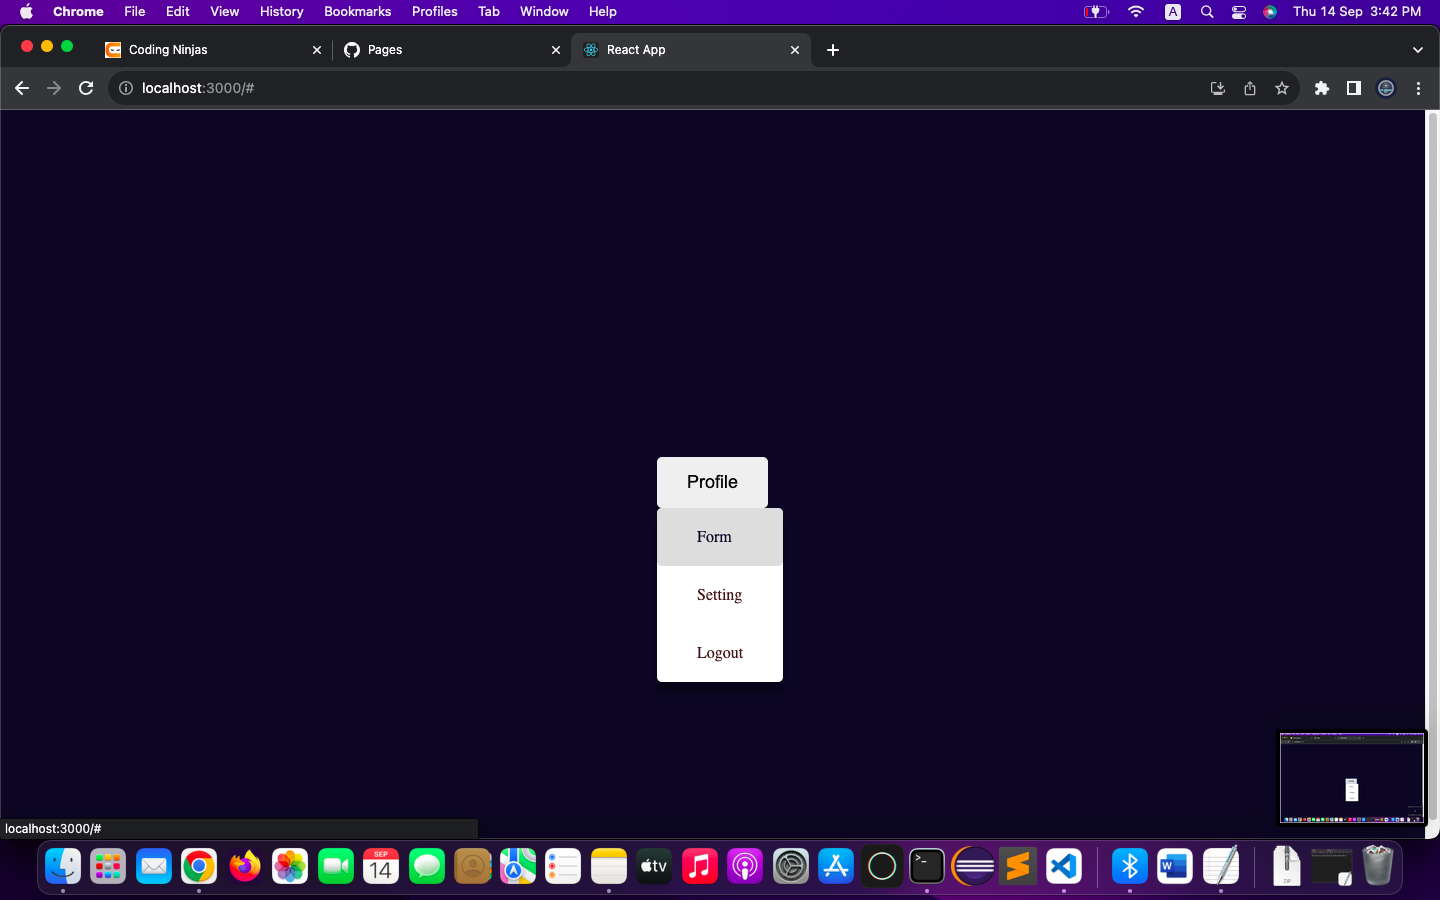 Chrome File Edit View History Bookmarks Profiles Tab Window Help A Thu 14 Sep 3:42 PM
Coding Ninjas Pages React App
localhost:3000/#
Profile
Form
Setting
Logout
localhost:3000/#
SEP
14
tv
>_
W
ZIP